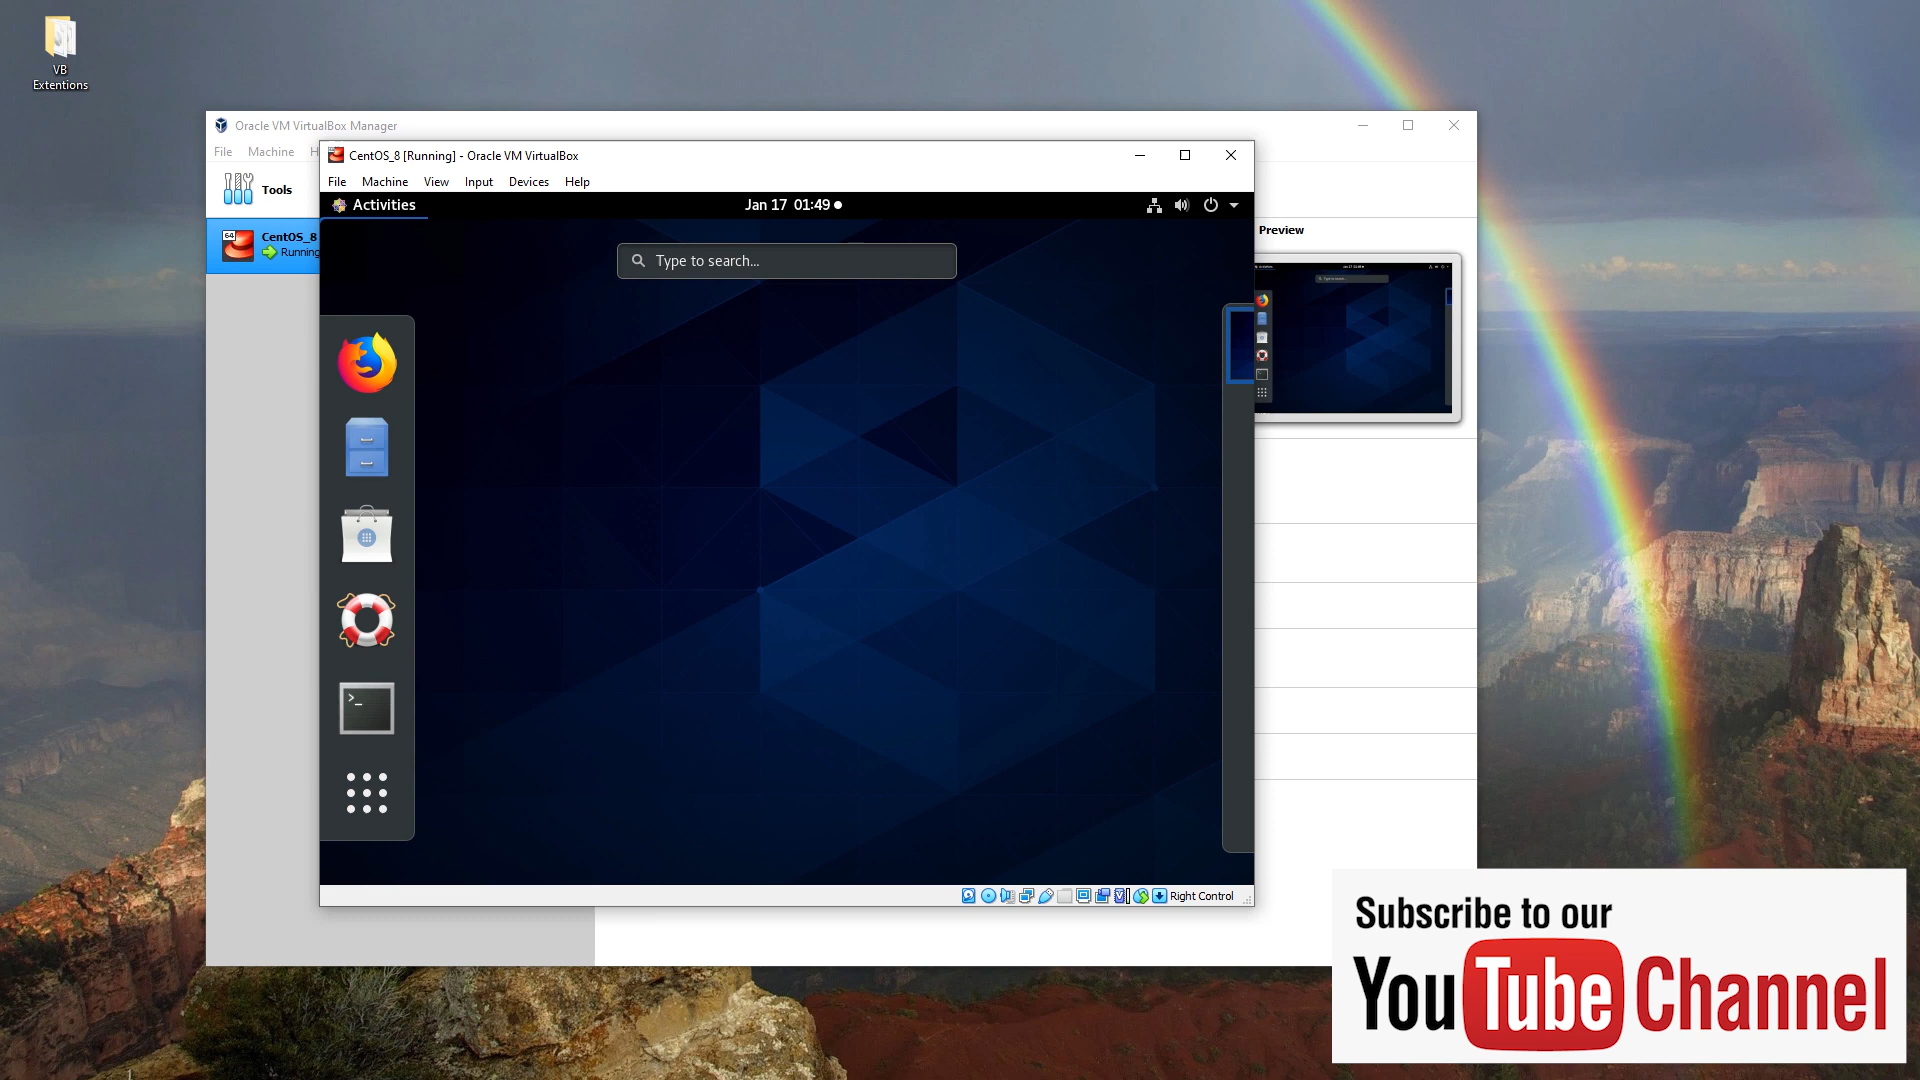 VB
Extentions
Oracle VM VirtualBox Manager
File Machine H
Tools
64
CentOS_8
Running
CentOS_8 [Running] - Oracle VM VirtualBox
File Machine View Input Devices Help
Activities
Jan 17 01:49
Type to search...
Preview
>_
Right Control
Subscribe to our
YouTube Channel